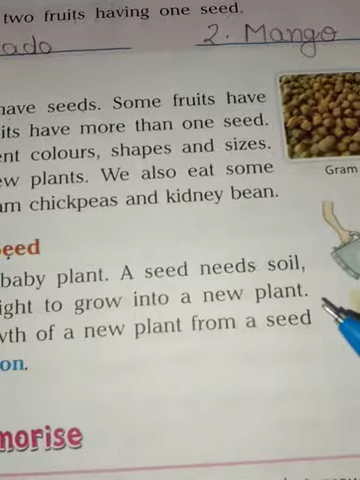 two fruits having one seed.
ado 2. Mango
have seeds. Some fruits have
its have more than one seed.
ent colours, shapes and sizes.
ew plants. We also eat some
am chickpeas and kidney bean.
Gram
Seed
baby plant. A seed needs soil,
ight to grow into a new plant.
wth of a new plant from a seed
on.
morise